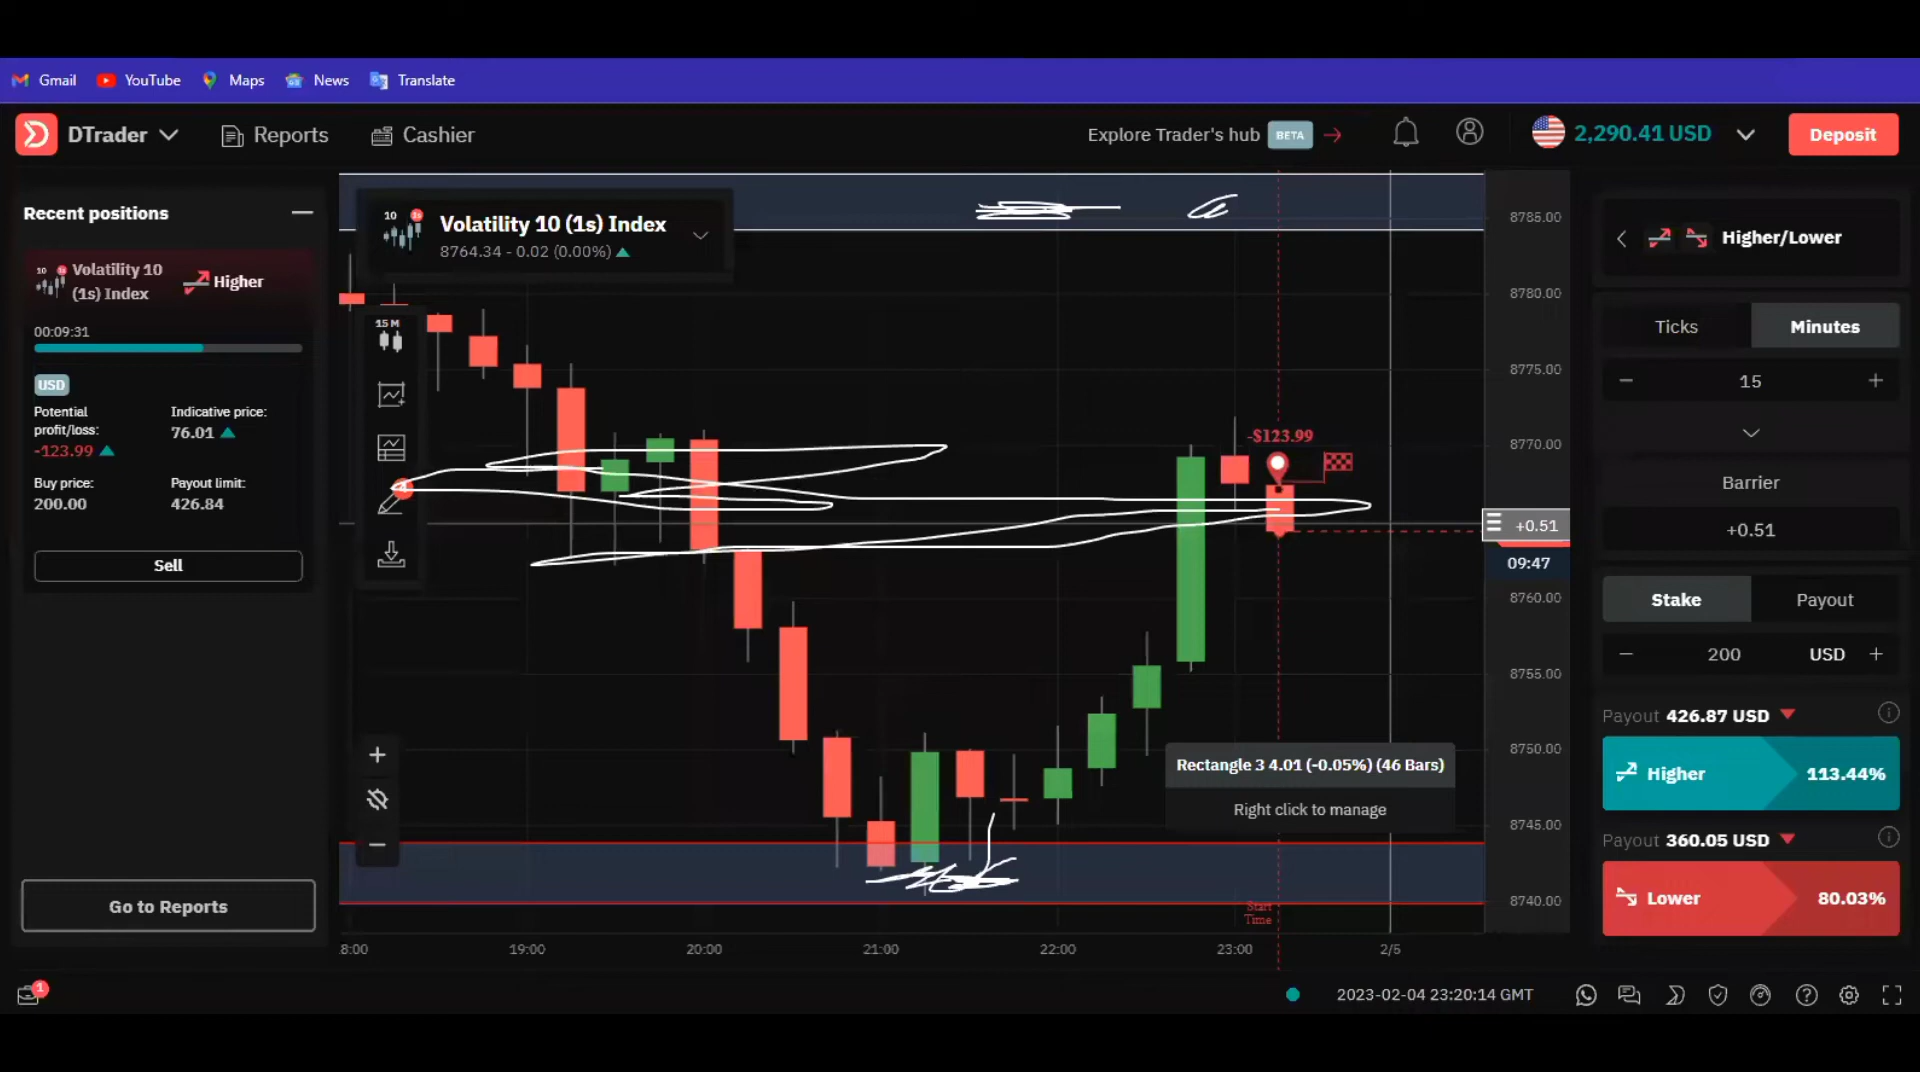 Gmail YouTube Maps News Translate
DTrader Reports Cashier Explore Trader's hub BETA 2,290.41 USD Deposit
Recent positions
Volatility 10
(1s) Index
Higher
00:09:31
USD
Potential
profit/loss:
-123.99
Indicative price:
76.01
Buy price:
200.00
Payout limit:
426.84
Sell
Go to Reports
1
10 1s
Volatility 10 (1s) Index
8764.34 - 0.02 (0.00%)
15 M
4
+
−
-$123.99
Rectangle 3 4.01 (-0.05%) (46 Bars)
Right click to manage
Start
Time
8785.00
8780.00
8775.00
8770.00
+0.51
09:47
8760.00
8755.00
8750.00
8745.00
8740.00
8:00 19:00 20:00 21:00 22:00 23:00 2/5
Higher/Lower
Ticks Minutes
− 15 +
Barrier
+0.51
Stake Payout
− 200 USD +
Payout 426.87 USD
Higher 113.44%
Payout 360.05 USD
Lower 80.03%
2023-02-04 23:20:14 GMT